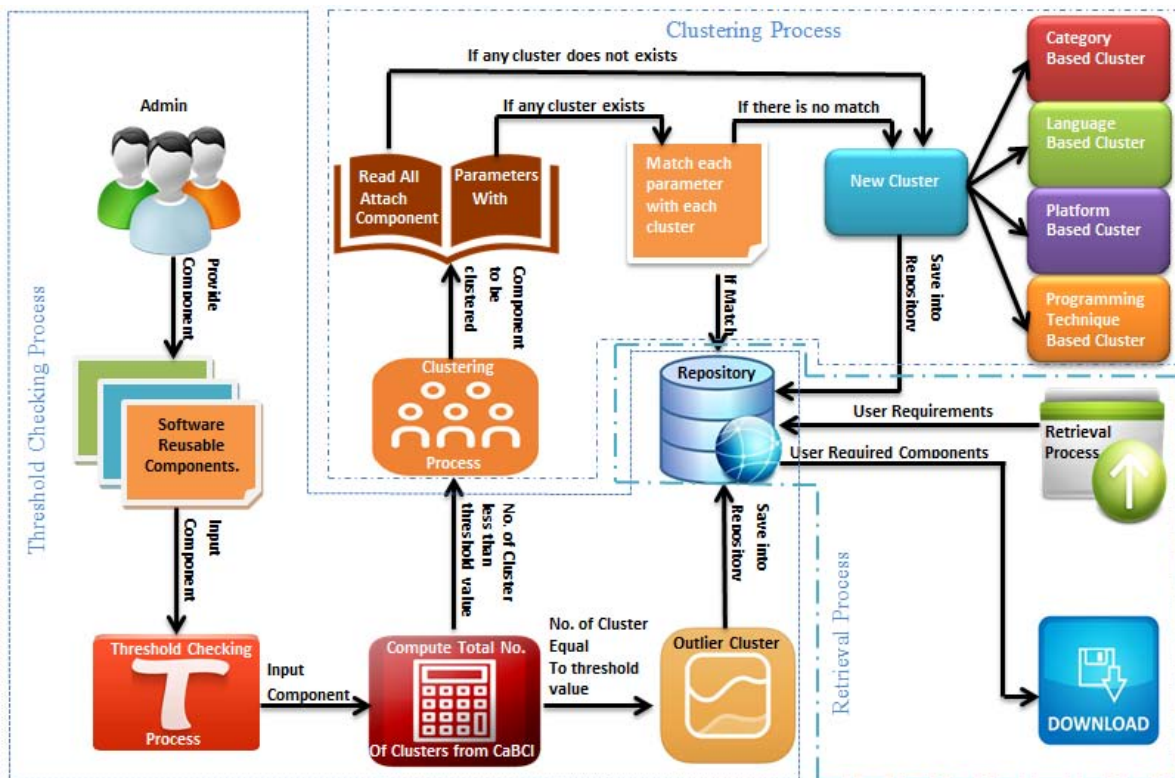 Clustering Process
If any cluster does not exists
If any cluster exists
If there is no match
Category
Based Cluster
Language
Based Cluster
Platform
Based Custer
Programming
Technique
Based Cluster
Admin
Read All
Attach
Component
Parameters
With
Match each
parameter
with each
cluster
New Cluster
Provide
Component
Component
to be
clustered
If Match
Save into
Repository
Threshold Checking Process
Software
Reusable
Components.
Clustering
Process
Repository
User Requirements
User Required Components
Retrieval
Process
Input
Component
No. of Cluster
less than
threshold value
Save into
Repository
Retrieval Process
Threshold Checking
Process
Input
Component
Compute Total No.
Of Clusters from CaBCl
No. of Cluster
Equal
To threshold
value
Outlier Cluster
DOWNLOAD